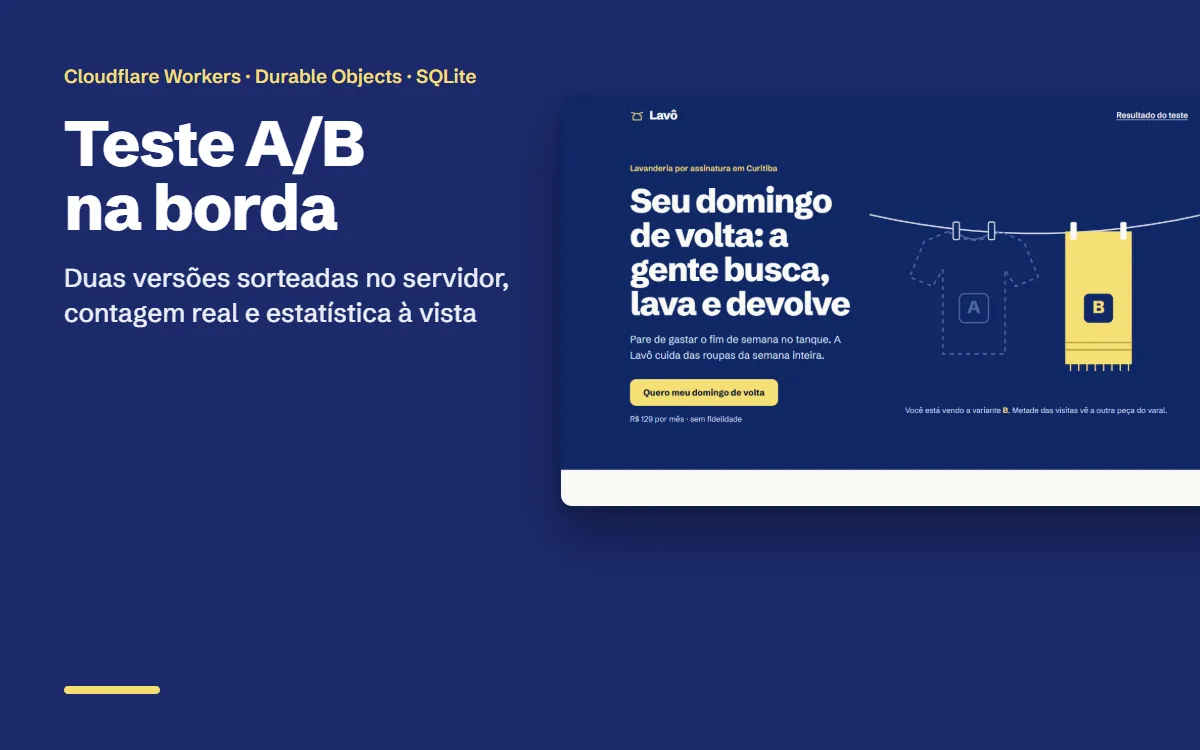 Cloudflare Workers · Durable Objects · SQLite
Teste A/B
na borda
Duas versões sorteadas no servidor,
contagem real e estatística à vista
Lavô
Resultado do teste
Lavanderia por assinatura em Curitiba
Seu domingo
de volta: a
gente busca,
lava e devolve
Pare de gastar o fim de semana no tanque. A
Lavô cuida das roupas da semana inteira.
Quero meu domingo de volta
R$ 129 por mês · sem fidelidade
A
B
Você está vendo a variante B. Metade das visitas vê a outra peça do varal.